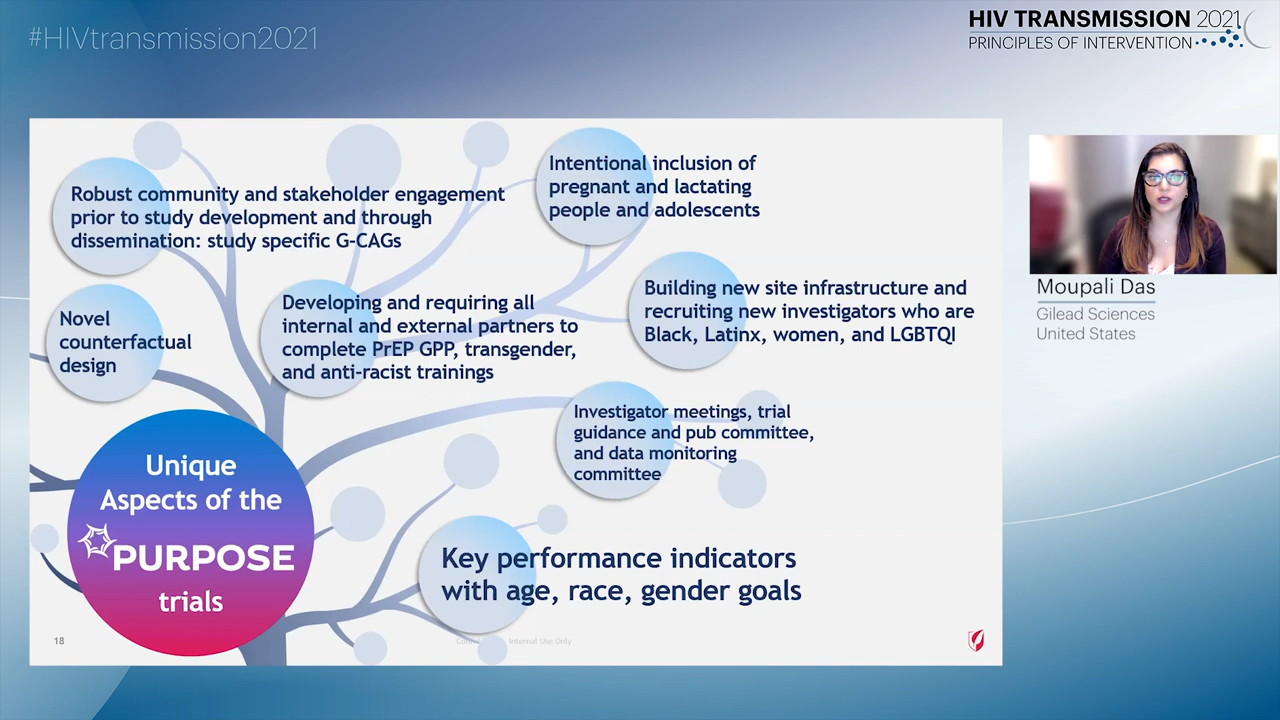 #HIVtransmission2021
HIV TRANSMISSION 2021
PRINCIPLES OF INTERVENTION
Robust community and stakeholder engagement
prior to study development and through
dissemination: study specific G-CAGs
Intentional inclusion of
pregnant and lactating
people and adolescents
Novel
counterfactual
design
Developing and requiring all
internal and external partners to
complete PrEP GPP, transgender,
and anti-racist trainings
Building new site infrastructure and
recruiting new investigators who are
Black, Latinx, women, and LGBTQI
Investigator meetings, trial
guidance and pub committee,
and data monitoring
committee
Unique
Aspects of the
PURPOSE
trials
Key performance indicators
with age, race, gender goals
18
Internal Use Only
Moupali Das
Gilead Sciences
United States